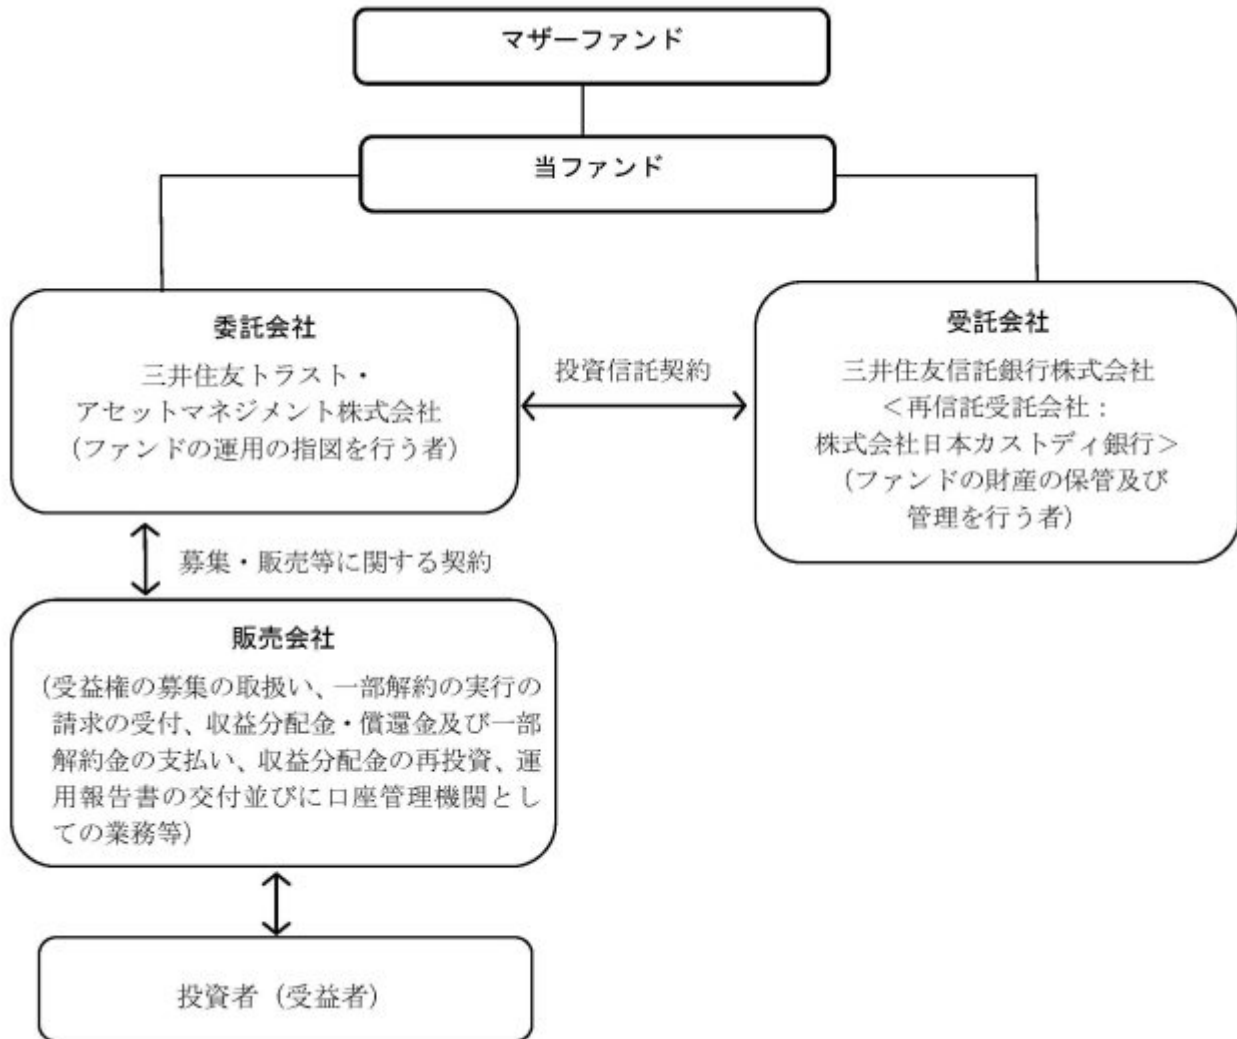 マザーファンド
当ファンド
委託会社
三井住友トラスト・
アセットマネジメント株式会社
(ファンドの運用の指図を行う者)
投資信託契約
受託会社
三井住友信託銀行株式会社
<再信託受託会社:
株式会社日本カストディ銀行>
(ファンドの財産の保管及び
管理を行う者)
募集・販売等に関する契約
販売会社
(受益権の募集の取扱い、一部解約の実行の
請求の受付、収益分配金・償還金及び一部
解約金の支払い、収益分配金の再投資、運
用報告書の交付並びに口座管理機関とし
ての業務等)
投資者(受益者)